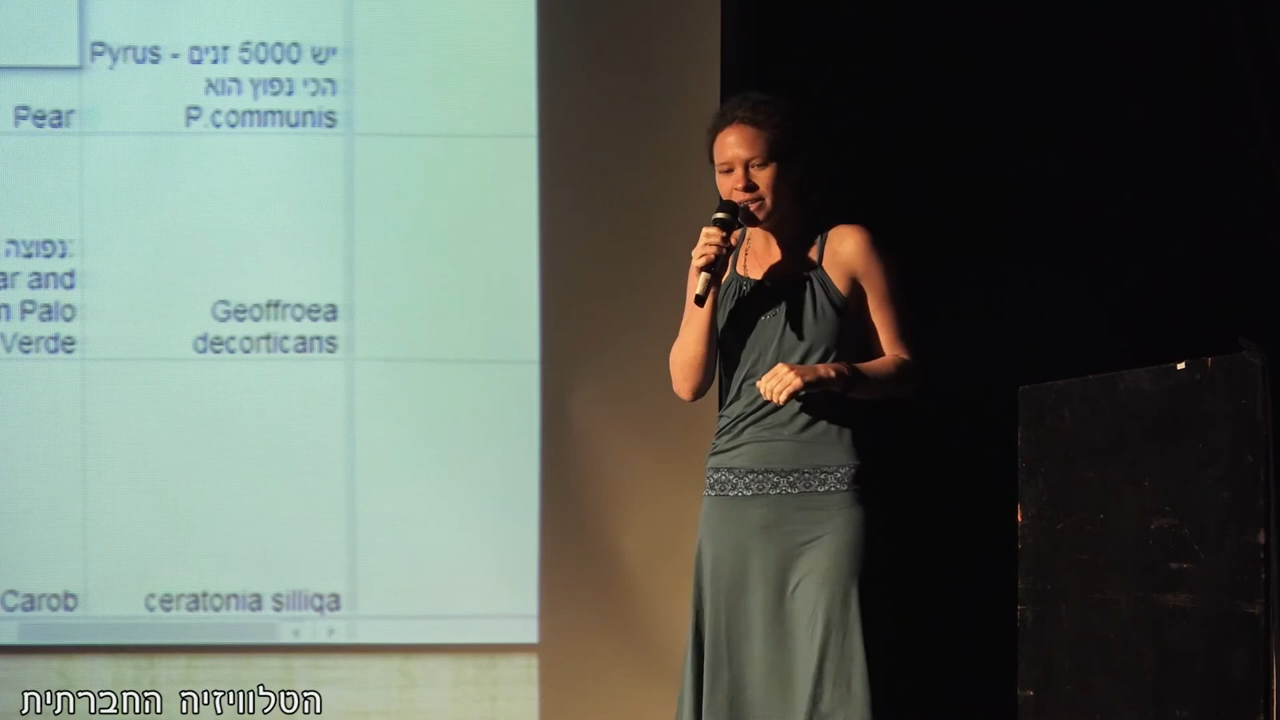 יש 5000 זנים - Pyrus
הכי נפוץ הוא
P.communis
Pear
נפוצה:
ar and
n Palo
Verde
Geoffroea
decorticans
Carob
ceratonia silliqa
הטלוויזיה החברתית